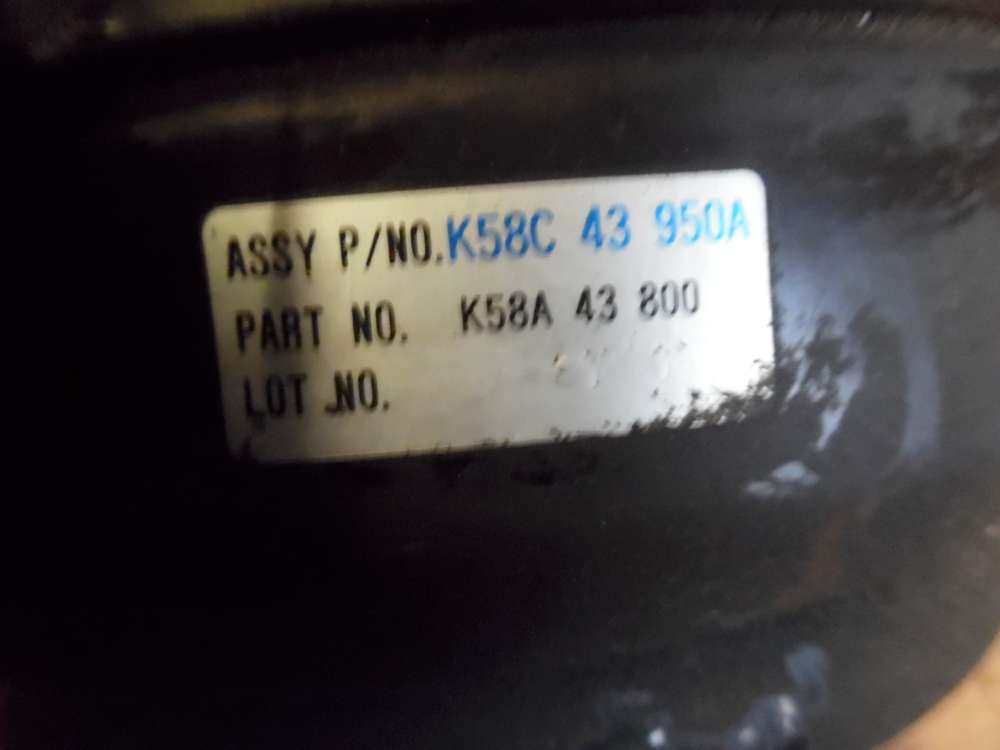 ASSY P/NO. K58C 43 950A
PART NO. K58A 43 800
LOT NO.